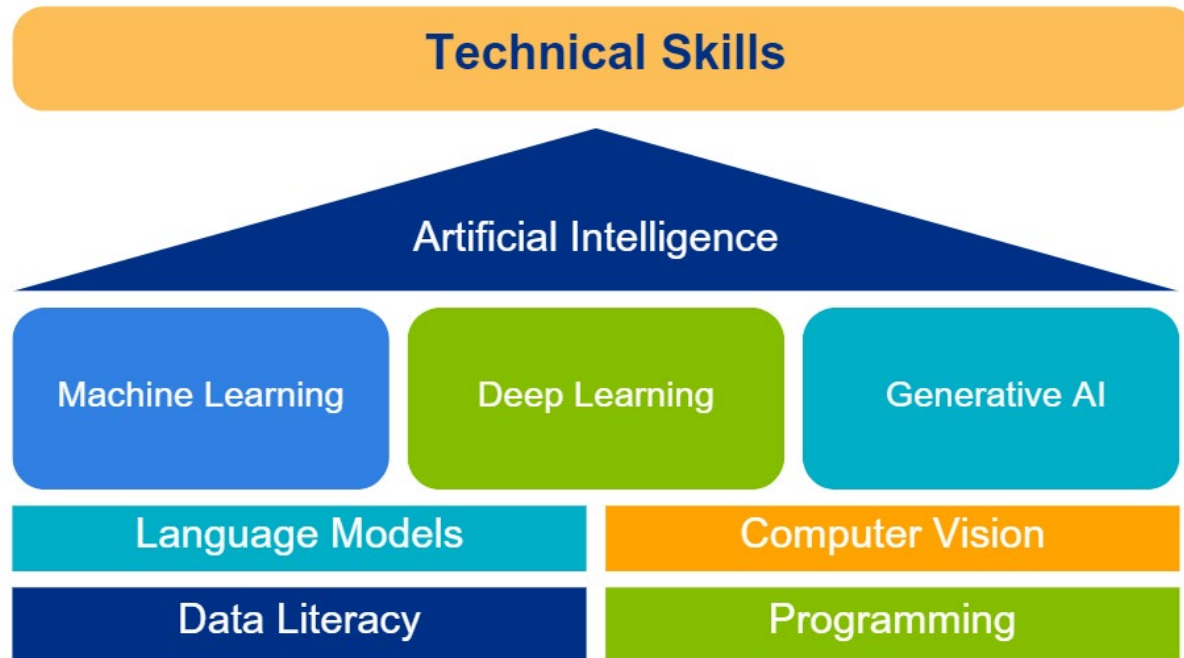 Technical Skills
Artificial Intelligence
Machine Learning
Deep Learning
Generative AI
Language Models
Computer Vision
Data Literacy
Programming